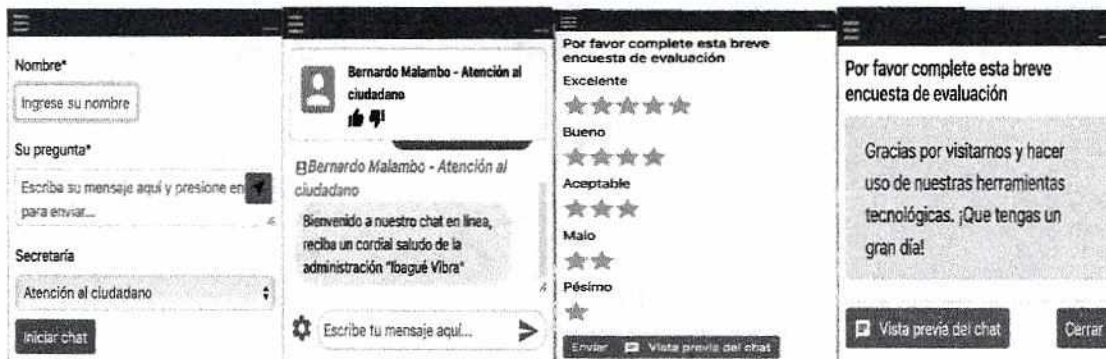 Nombre*
Ingrese su nombre
Su pregunta*
Escriba su mensaje aquí y presione en
para enviar...
Secretaría
Atención al ciudadano
Iniciar chat
Bernardo Malambo - Atención al
ciudadano
Bernardo Malambo - Atención al
ciudadano
Bienvenido a nuestro chat en línea,
reciba un cordial saludo de la
administración "Ibagué Vibra"
Escribe tu mensaje aquí...
Por favor complete esta breve
encuesta de evaluación
Excelente
Bueno
Aceptable
Malo
Pésimo
Enviar Vista previa del chat
Por favor complete esta breve
encuesta de evaluación
Gracias por visitarnos y hacer
uso de nuestras herramientas
tecnológicas. ¡Que tengas un
gran día!
Vista previa del chat Cerrar